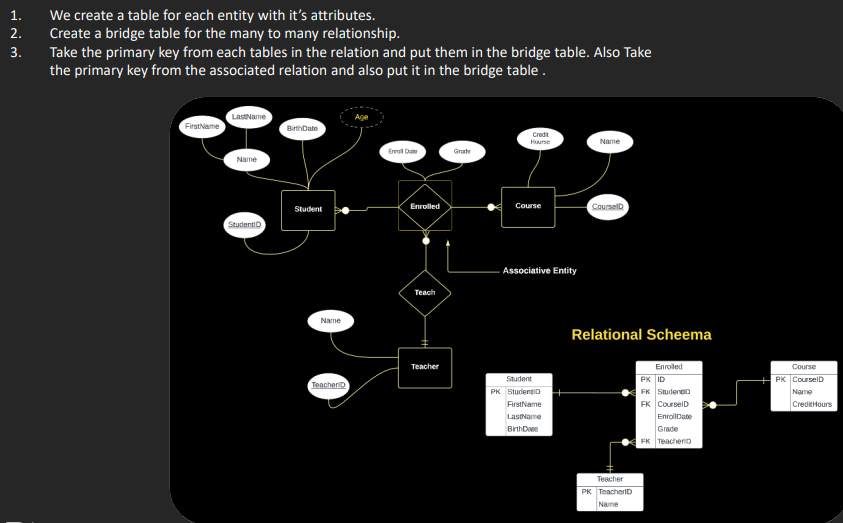 1. We create a table for each entity with it's attributes.
2. Create a bridge table for the many to many relationship.
3. Take the primary key from each tables in the relation and put them in the bridge table. Also Take
the primary key from the associated relation and also put it in the bridge table .
LastName
FirstName
BirthDate
Age
Name
Enroll Date
Grade
Credit
Hourse
Name
Student
Enrolled
Course
CourseID
StudentID
Associative Entity
Teach
Name
Relational Scheema
Teacher
TeacherID
Student
PK StudentID
FirstName
LastName
BirthDate
Enrolled
PK ID
FK StudentID
FK CourseID
EnrollDate
Grade
FK TeacherID
Course
PK CourseID
Name
CreditHours
Teacher
PK TeacherID
Name